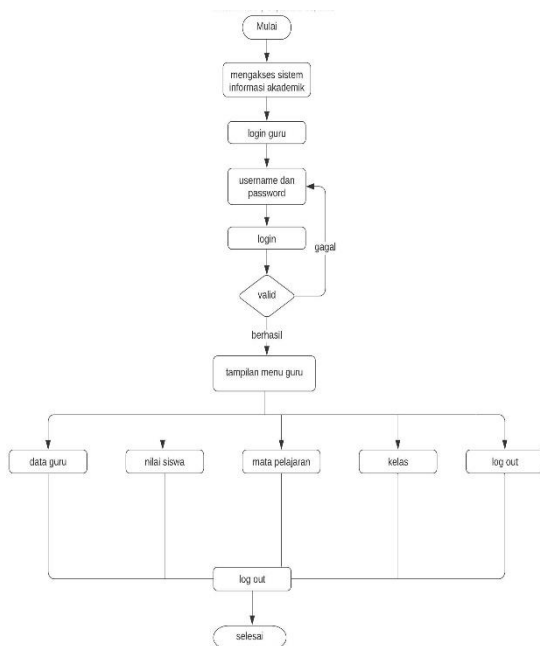 Mulai
mengakses sistem
informasi akademik
login guru
username dan
password
login
gagal
valid
berhasil
tampilan menu guru
data guru
nilai siswa
mata pelajaran
kelas
log out
log out
selesai